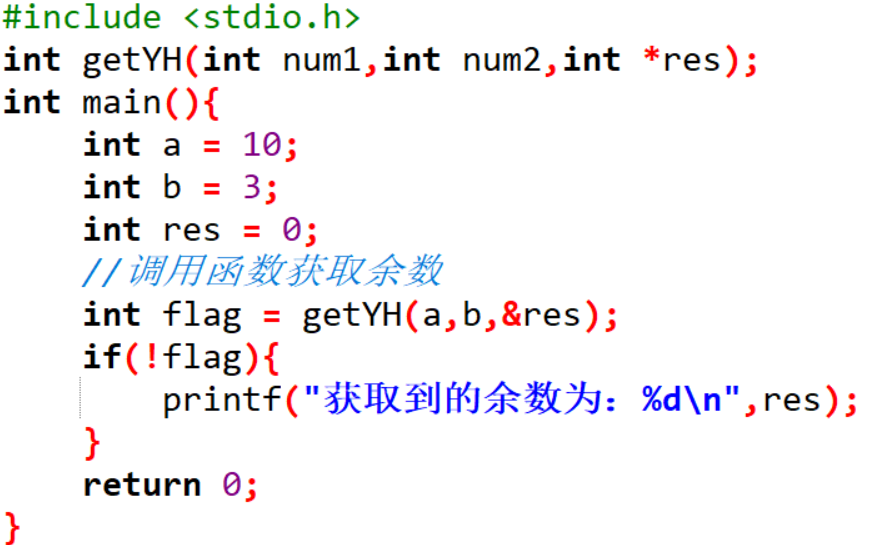 #include <stdio.h>
int getYH(int num1,int num2,int *res);
int main(){
    int a = 10;
    int b = 3;
    int res = 0;
    //调用函数获取余数
    int flag = getYH(a,b,&res);
    if(!flag){
        printf("获取到的余数为：%d\n",res);
    }
    return 0;
}